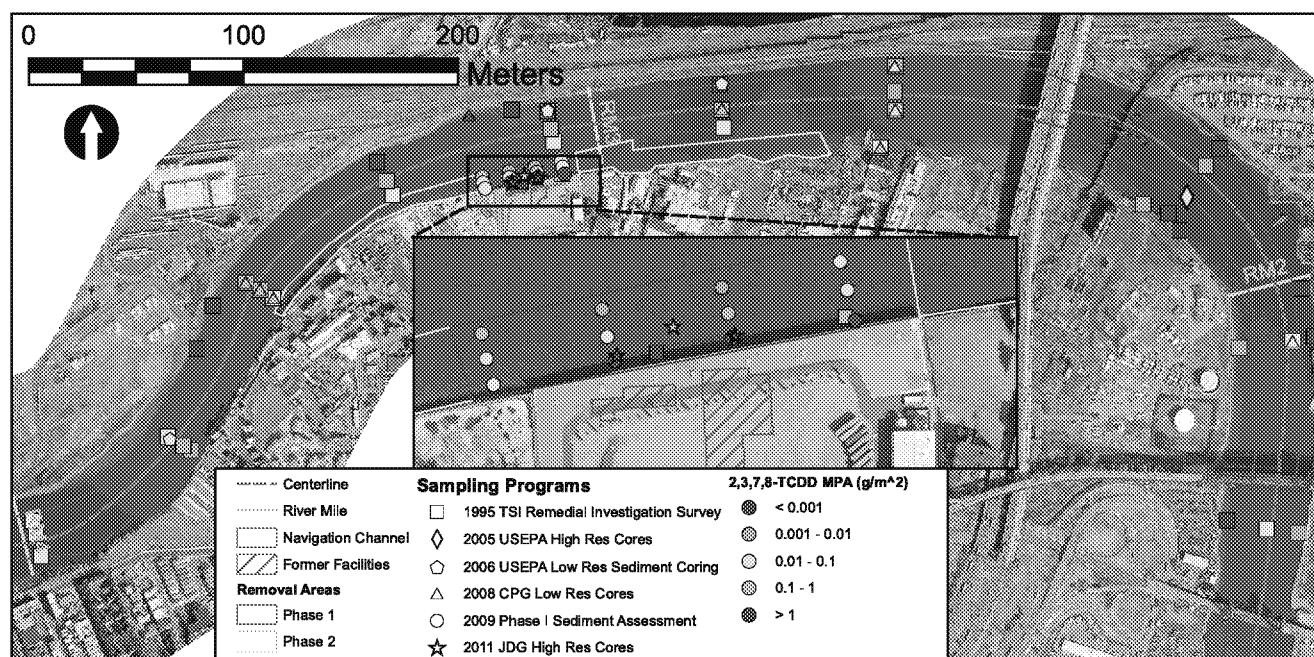 0 100 200
Meters
RM2
Centerline
River Mile
Navigation Channel
Former Facilities
Removal Areas
Phase 1
Phase 2
Sampling Programs
1995 TSI Remedial Investigation Survey
2005 USEPA High Res Cores
2006 USEPA Low Res Sediment Coring
2008 CPG Low Res Cores
2009 Phase I Sediment Assessment
2011 JDG High Res Cores
2,3,7,8-TCDD MPA (g/m^2)
< 0.001
0.001 - 0.01
0.01 - 0.1
0.1 - 1
> 1